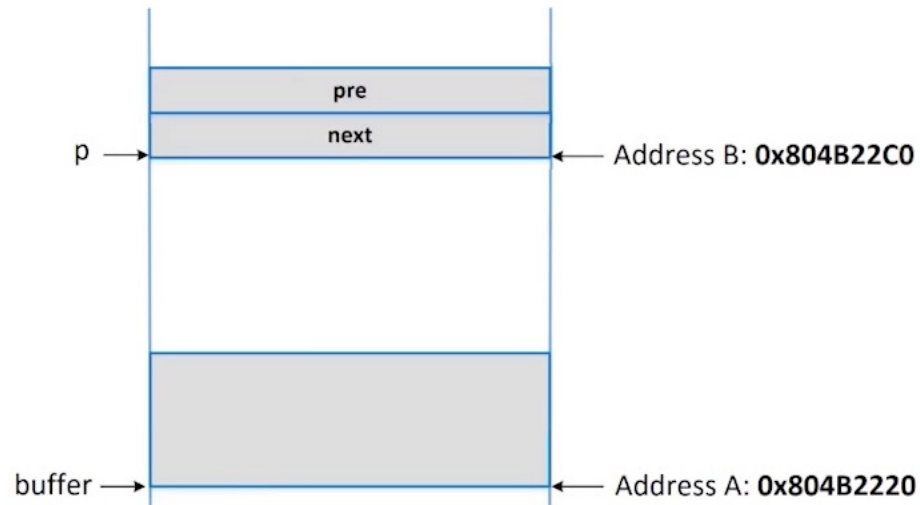 pre
next
p
Address B: 0x804B22C0
buffer
Address A: 0x804B2220